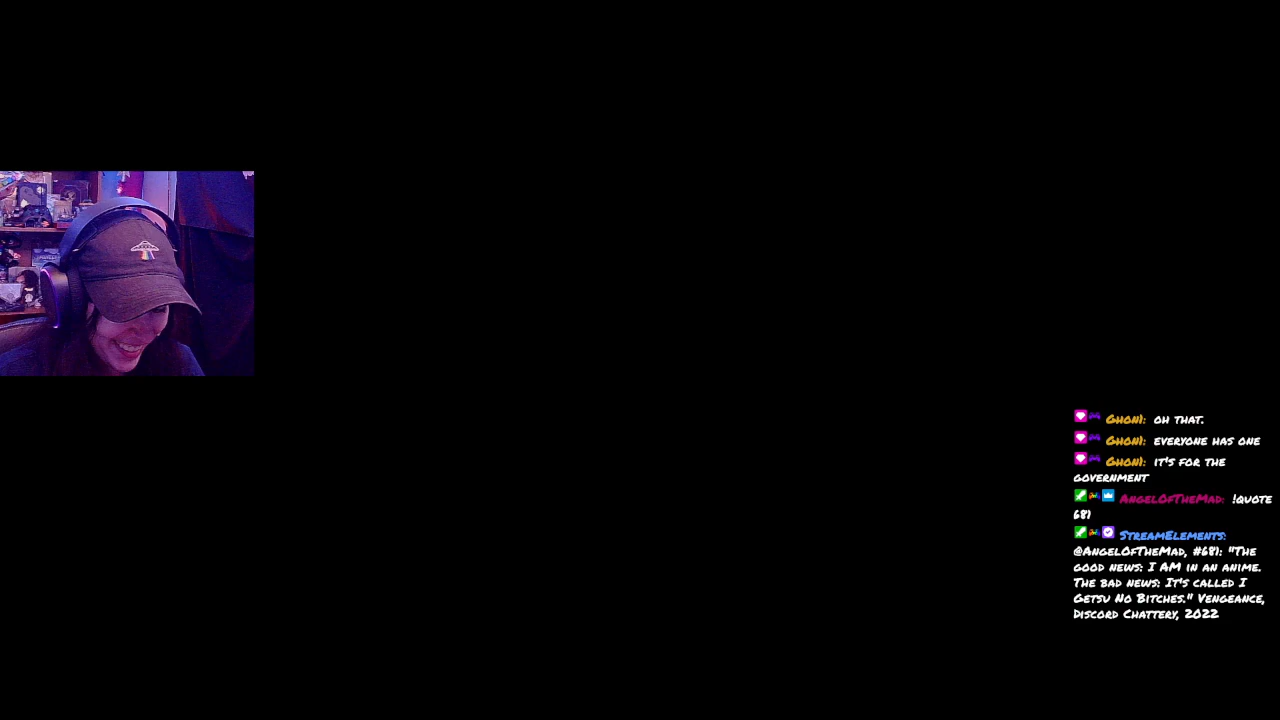 Ghoni: oh that.
Ghoni: everyone has one
Ghoni: it's for the
government
AngelOfTheMad: !quote
681
StreamElements:
@AngelOfTheMad, #681: "The
good news: I AM in an anime.
The bad news: It's called I
Getsu No Bitches." Vengeance,
Discord Chattery, 2022